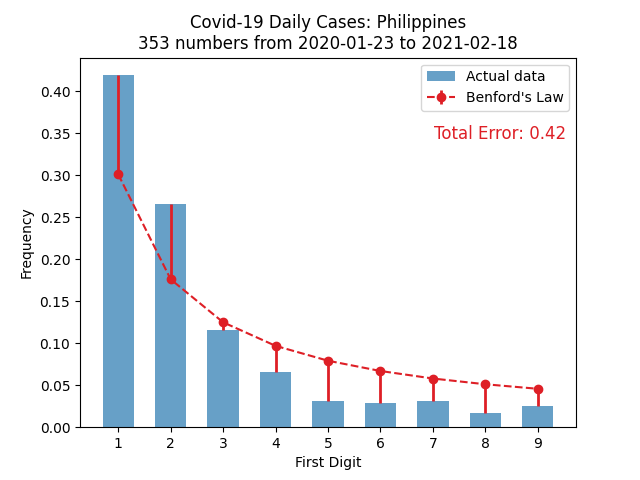 Covid-19 Daily Cases: Philippines
353 numbers from 2020-01-23 to 2021-02-18
Actual data
Benford's Law
Total Error: 0.42
Frequency
0.40
0.35
0.30
0.25
0.20
0.15
0.10
0.05
0.00
1 2 3 4 5 6 7 8 9
First Digit